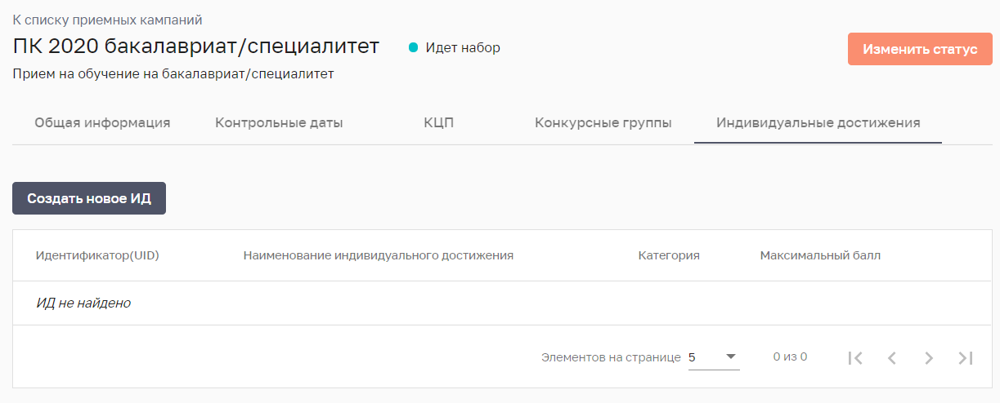 К списку приемных кампаний
ПК 2020 бакалавриат/специалитет
Идет набор
Изменить статус
Прием на обучение на бакалавриат/специалитет
Общая информация Контрольные даты КЦП Конкурсные группы Индивидуальные достижения
Создать новое ИД
Идентификатор(UID) Наименование индивидуального достижения Категория Максимальный балл
ИД не найдено
Элементов на странице 5 0 из 0